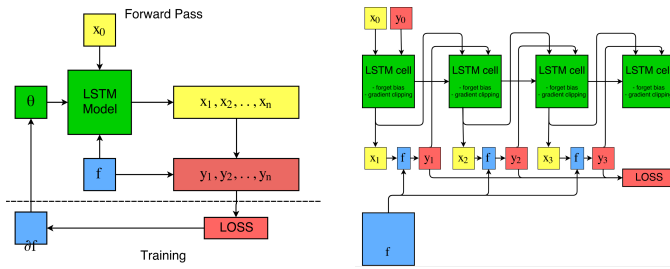 Forward Pass
x₀
θ
LSTM
Model
x₁, x₂, . . , xₙ
f
y₁, y₂, . . . , yₙ
∂f
LOSS
Training
x₀
y₀
LSTM cell
- forget bias
- gradient clipping
LSTM cell
- forget bias
- gradient clipping
LSTM cell
- forget bias
- gradient clipping
LSTM cell
- forget bias
- gradient clipping
x₁
f
y₁
x₂
f
y₂
x₃
f
y₃
LOSS
f